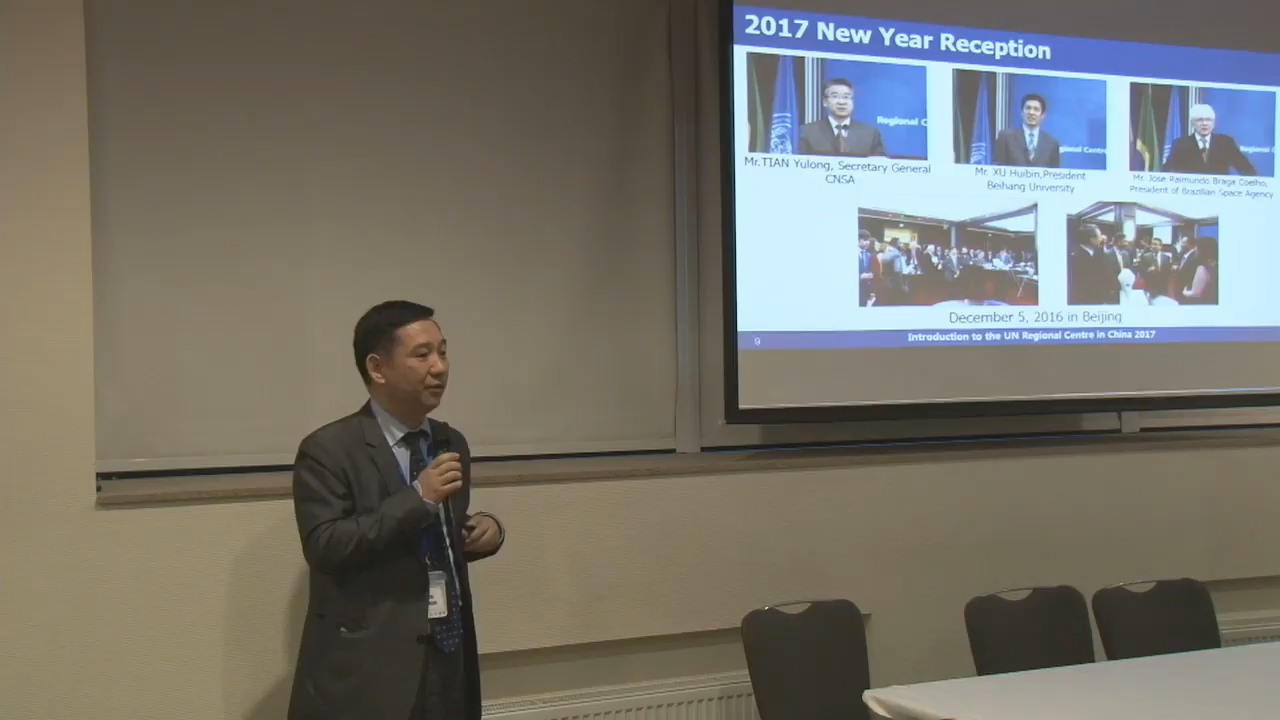 2017 New Year Reception
Regional C
gional Centre
Regional
Mr.TIAN Yulong, Secretary General
CNSA
Mr. XU Huibin,President
Beihang University
Mr. Jose Raimundo Braga Coelho,
President of Brazilian Space Agency
December 5, 2016 in Beijing
9
Introduction to the UN Regional Centre in China 2017